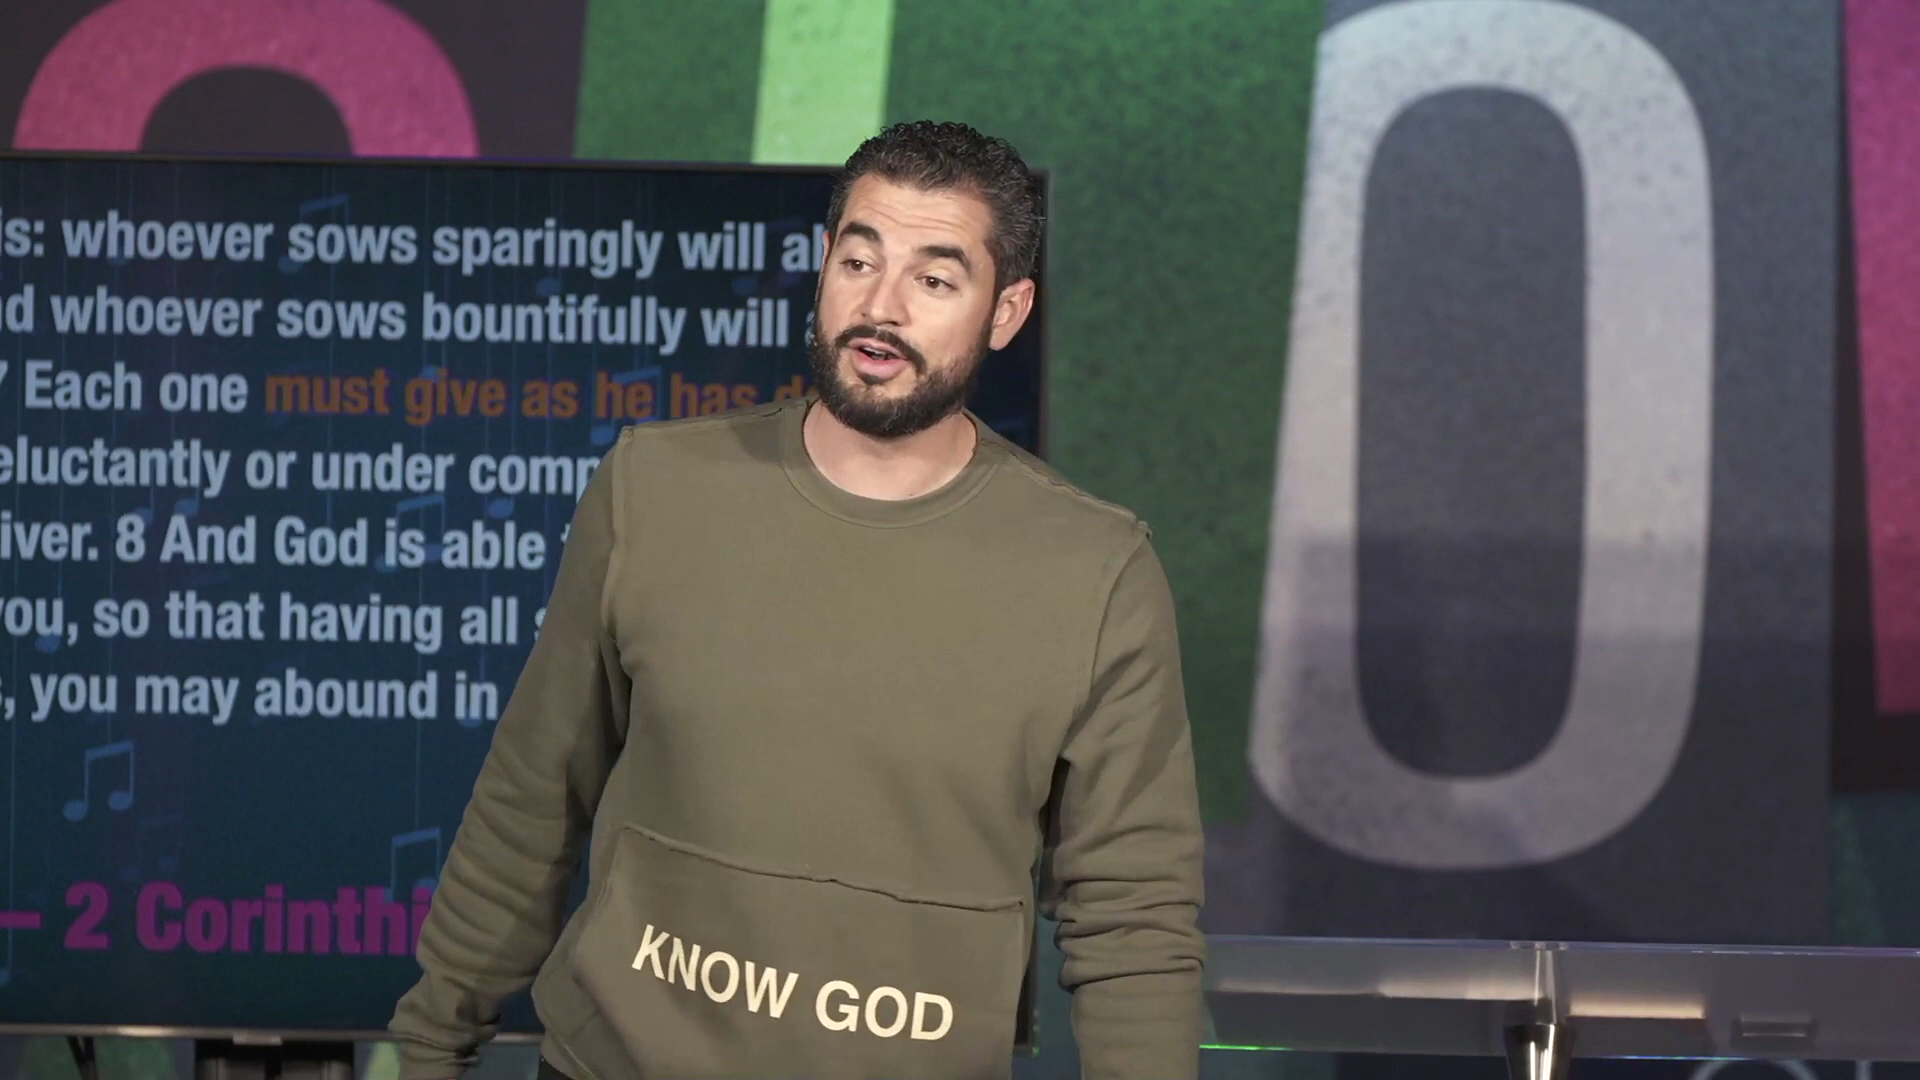 is: whoever sows sparingly will al
d whoever sows bountifully will
7 Each one must give as he has d
eluctantly or under comp
iver. 8 And God is able
you, so that having all
, you may abound in
– 2 Corinthi
KNOW GOD